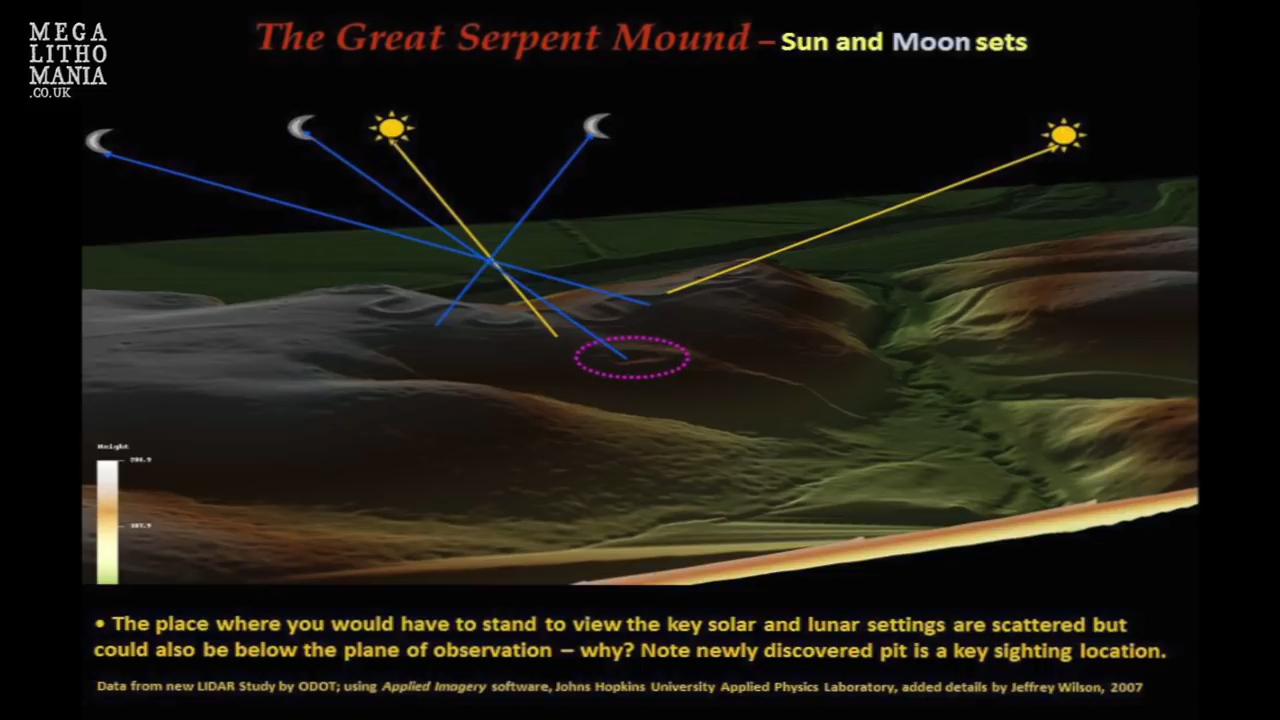 MEGA
LITHO
MANIA
.CO.UK
The Great Serpent Mound – Sun and Moon sets
Height
• The place where you would have to stand to view the key solar and lunar settings are scattered but
could also be below the plane of observation – why? Note newly discovered pit is a key sighting location.
Data from new LIDAR Study by ODOT; using Applied Imagery software, Johns Hopkins University Applied Physics Laboratory, added details by Jeffrey Wilson, 2007